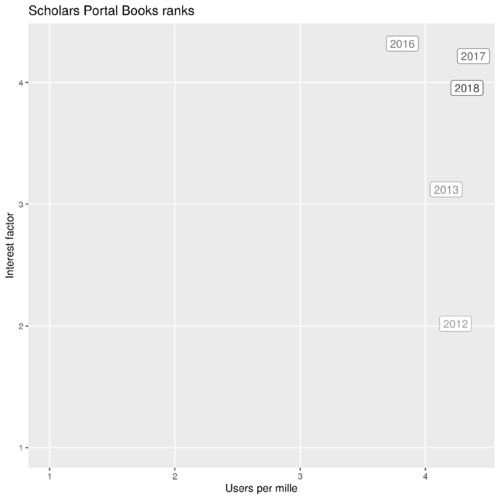 Scholars Portal Books ranks
2016
2017
4
2018
2013
3
Interest factor
2012
2
1
1 2 3 4
Users per mille